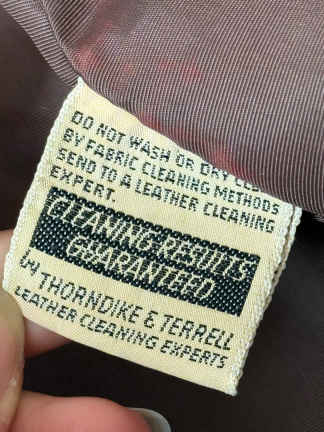 DO NOT WASH OR DRY CLEAN
BY FABRIC CLEANING METHODS
SEND TO A LEATHER CLEANING
EXPERT.
CLEANING RESULTS
GUARANTEED
by THORNDIKE & TERRELL
LEATHER CLEANING EXPERTS